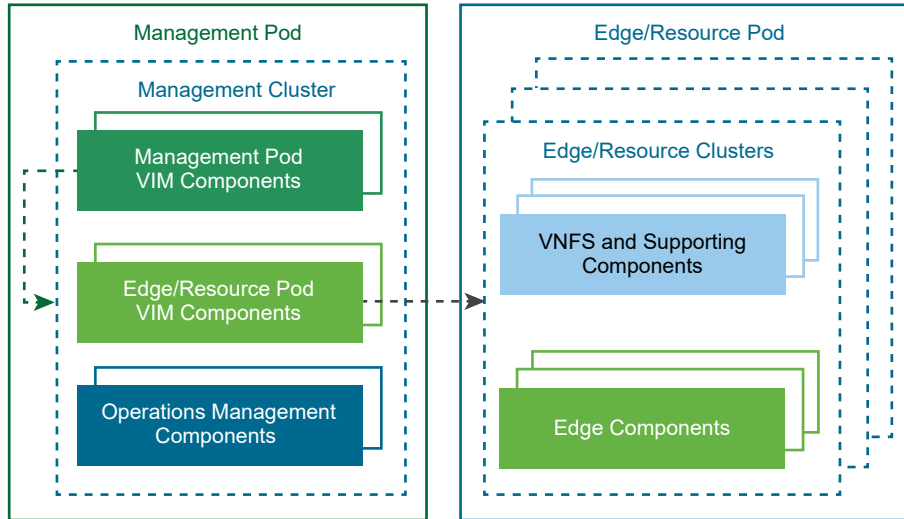 Management Pod
Management Cluster
Management Pod
VIM Components
Edge/Resource Pod
VIM Components
Operations Management
Components
Edge/Resource Pod
Edge/Resource Clusters
VNFS and Supporting
Components
Edge Components